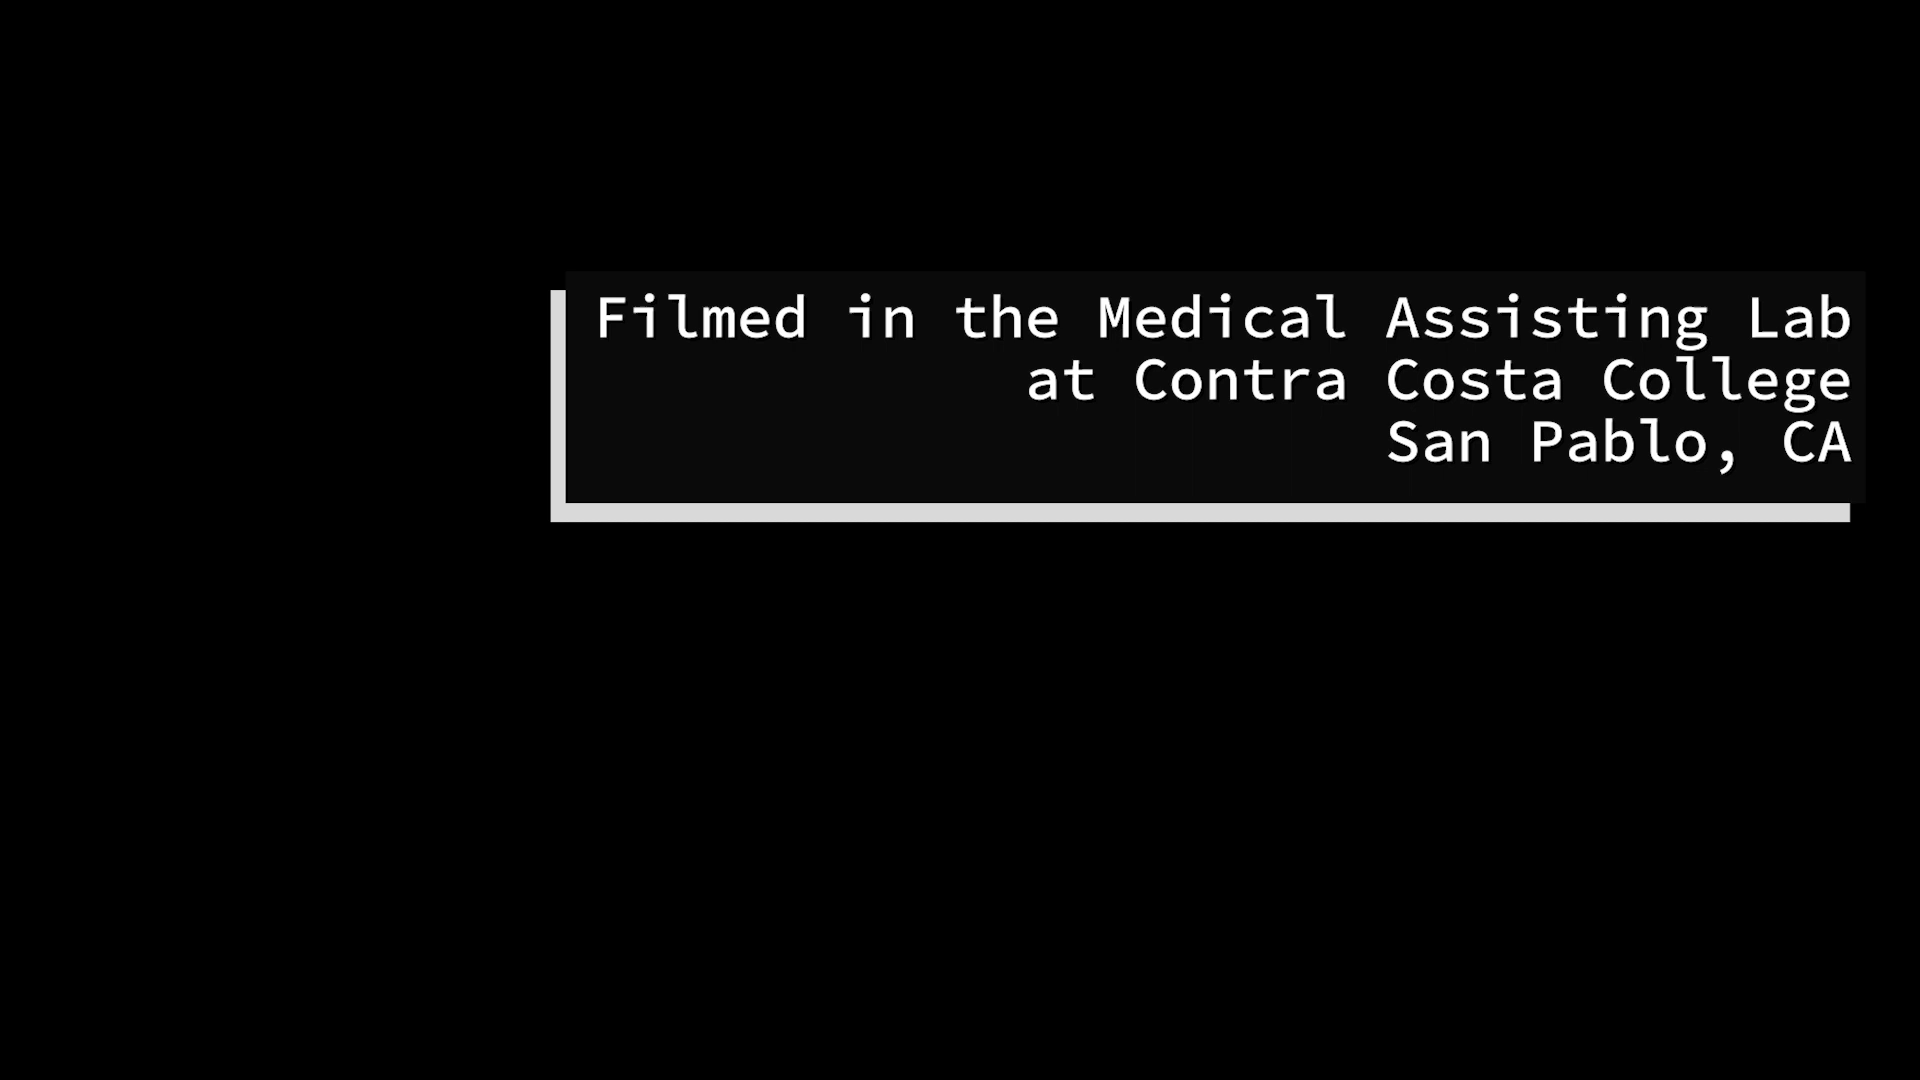 Filmed in the Medical Assisting Lab
at Contra Costa College
San Pablo, CA